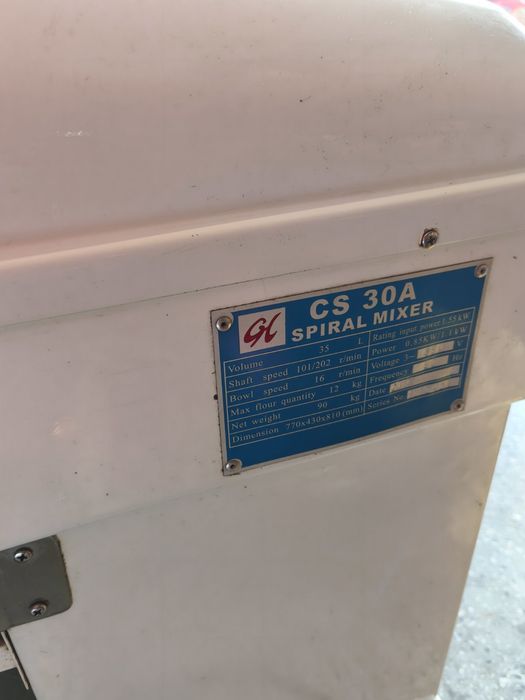 GH
CS 30A
SPIRAL MIXER
Volume 35 L
Shaft speed 101/202 r/min
Bowl speed 16 r/min
Max flour quantity 12 kg
Net weight 90 kg
Dimension 770x430x810(mm)
Rating input power 1.55KW
Power 0.85KW/1.1KW
Voltage 3~ V
Frequency Hz
Date
Series No.